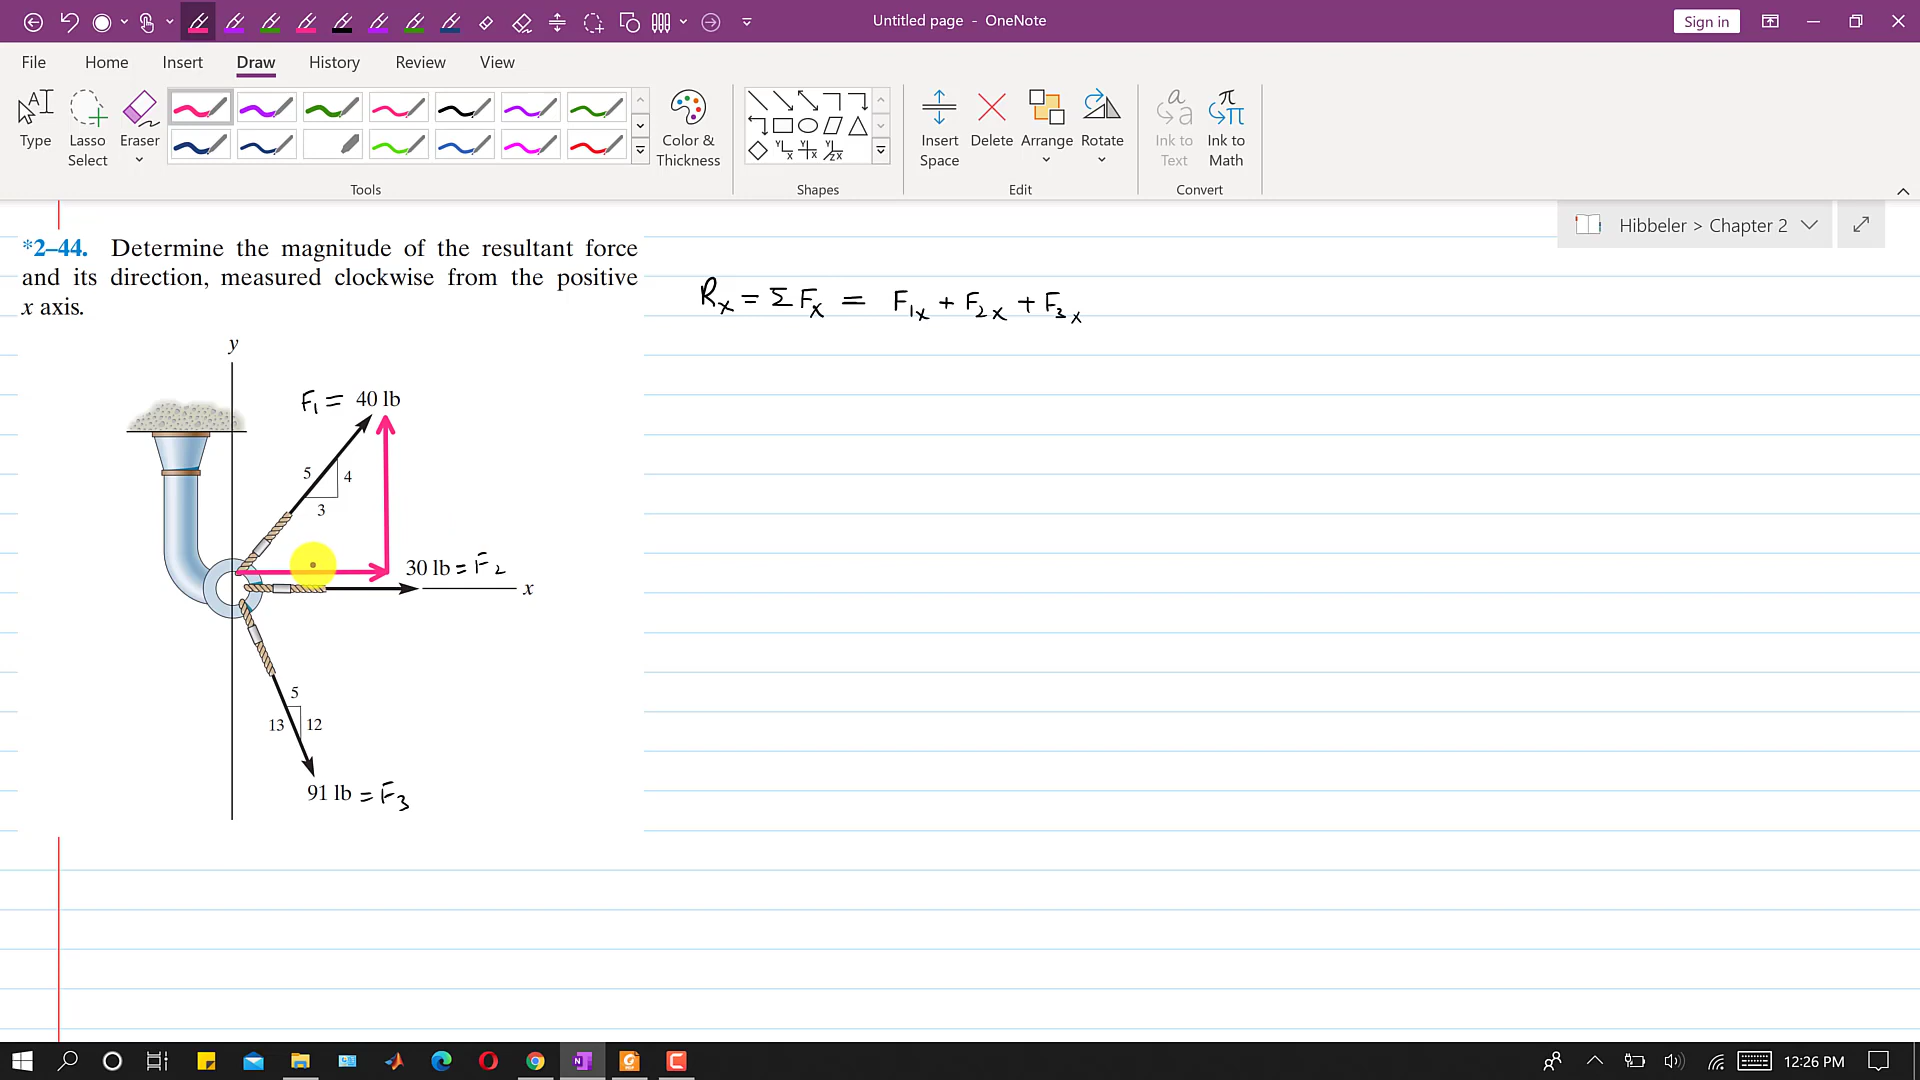 Untitled page - OneNote
Sign in
File Home Insert Draw History Review View
Type
Lasso Select
Eraser
Color & Thickness
Insert Space
Delete
Arrange
Rotate
Ink to Text
Ink to Math
Tools
Shapes
Edit
Convert
Hibbeler > Chapter 2
*2–44. Determine the magnitude of the resultant force
and its direction, measured clockwise from the positive
x axis.
Rx = Σ Fx = F1x + F2x + F3x
y
F1 = 40 lb
5
4
3
30 lb = F2
x
5
13
12
91 lb = F3
12:26 PM